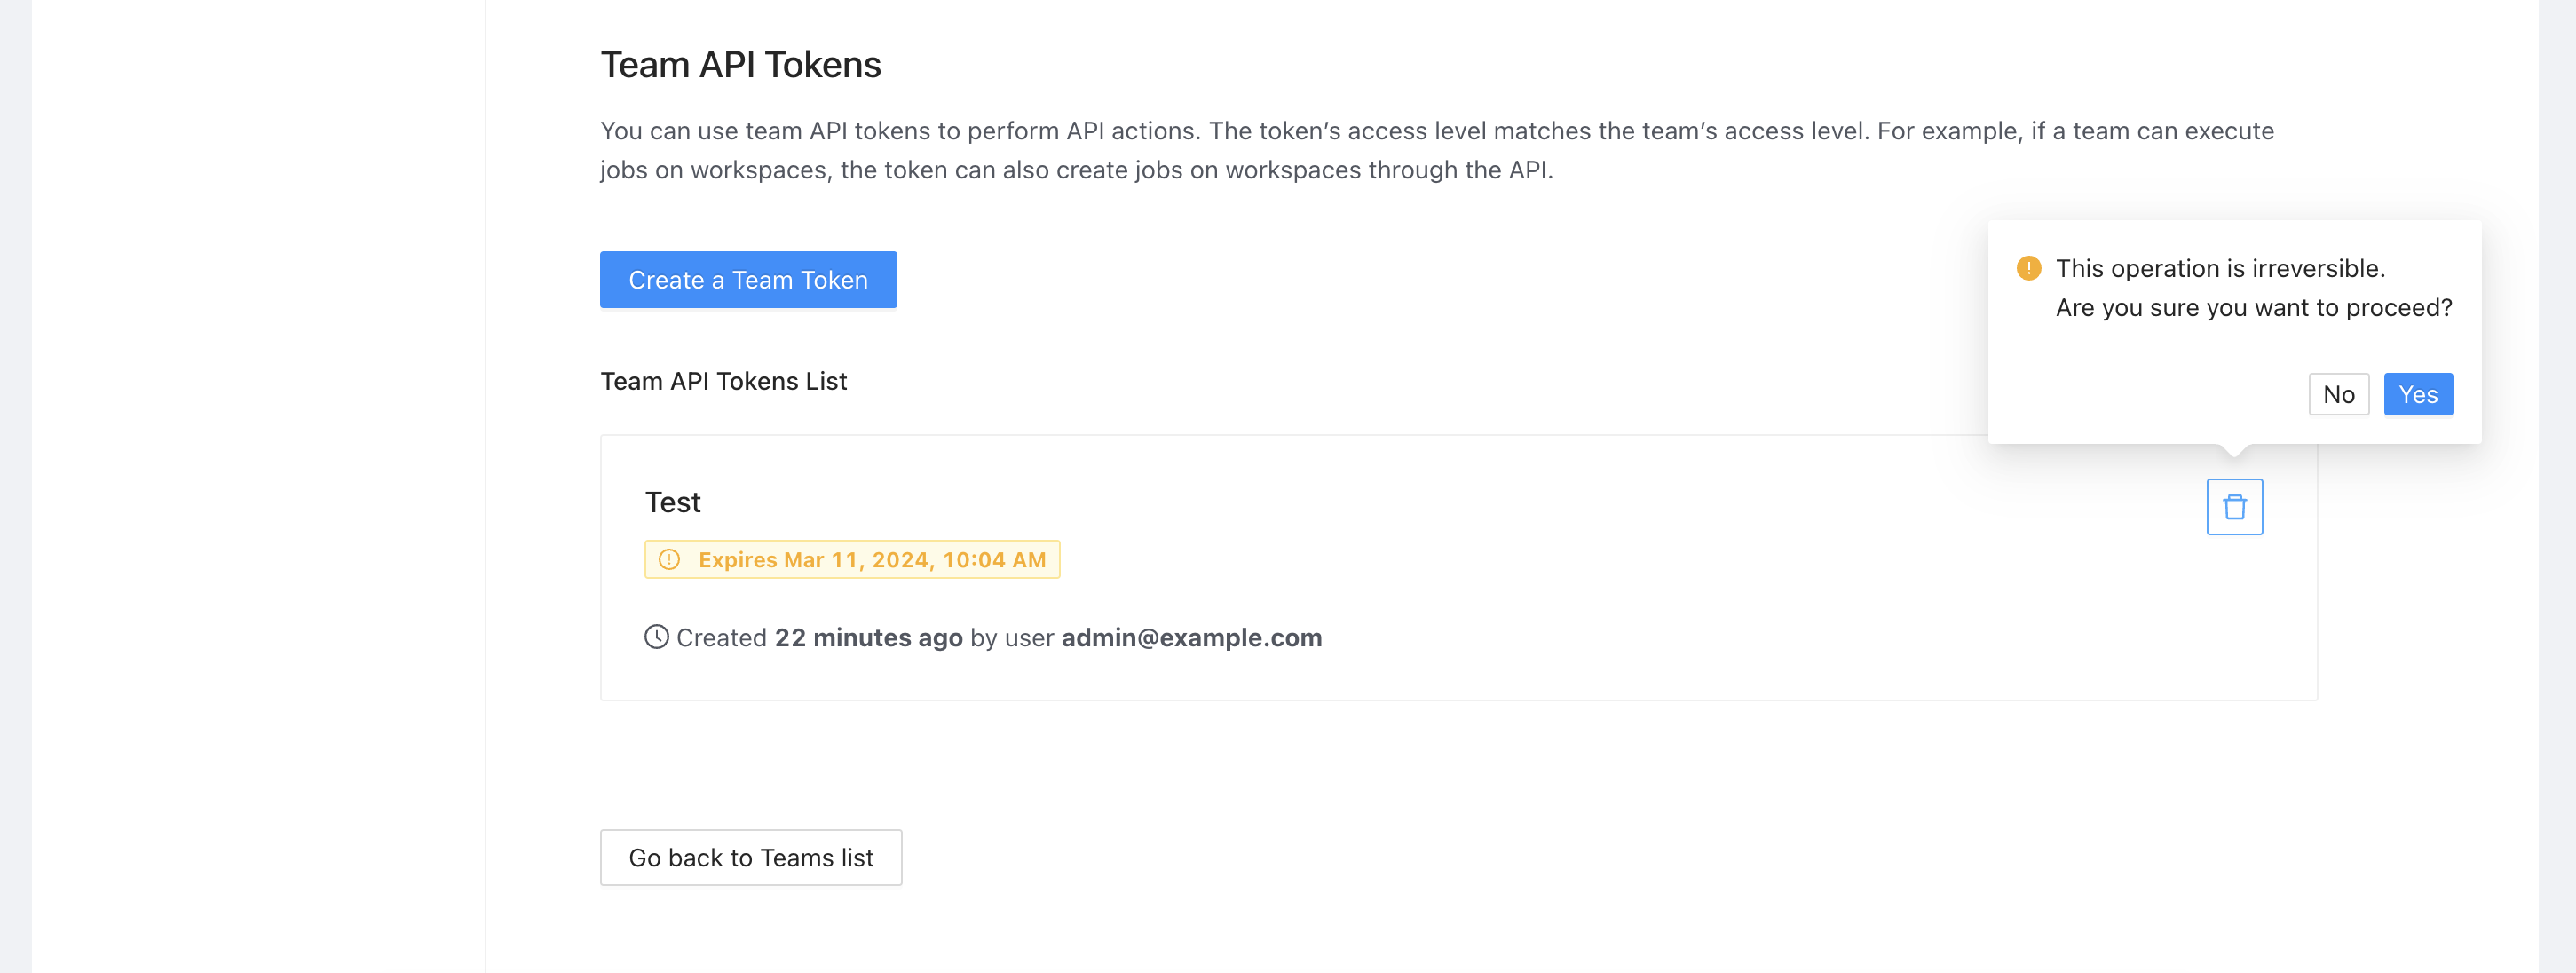 Team API Tokens
You can use team API tokens to perform API actions. The token’s access level matches the team’s access level. For example, if a team can execute
jobs on workspaces, the token can also create jobs on workspaces through the API.
Create a Team Token
This operation is irreversible.
Are you sure you want to proceed?
No
Yes
Team API Tokens List
Test
Expires Mar 11, 2024, 10:04 AM
Created 22 minutes ago by user admin@example.com
Go back to Teams list